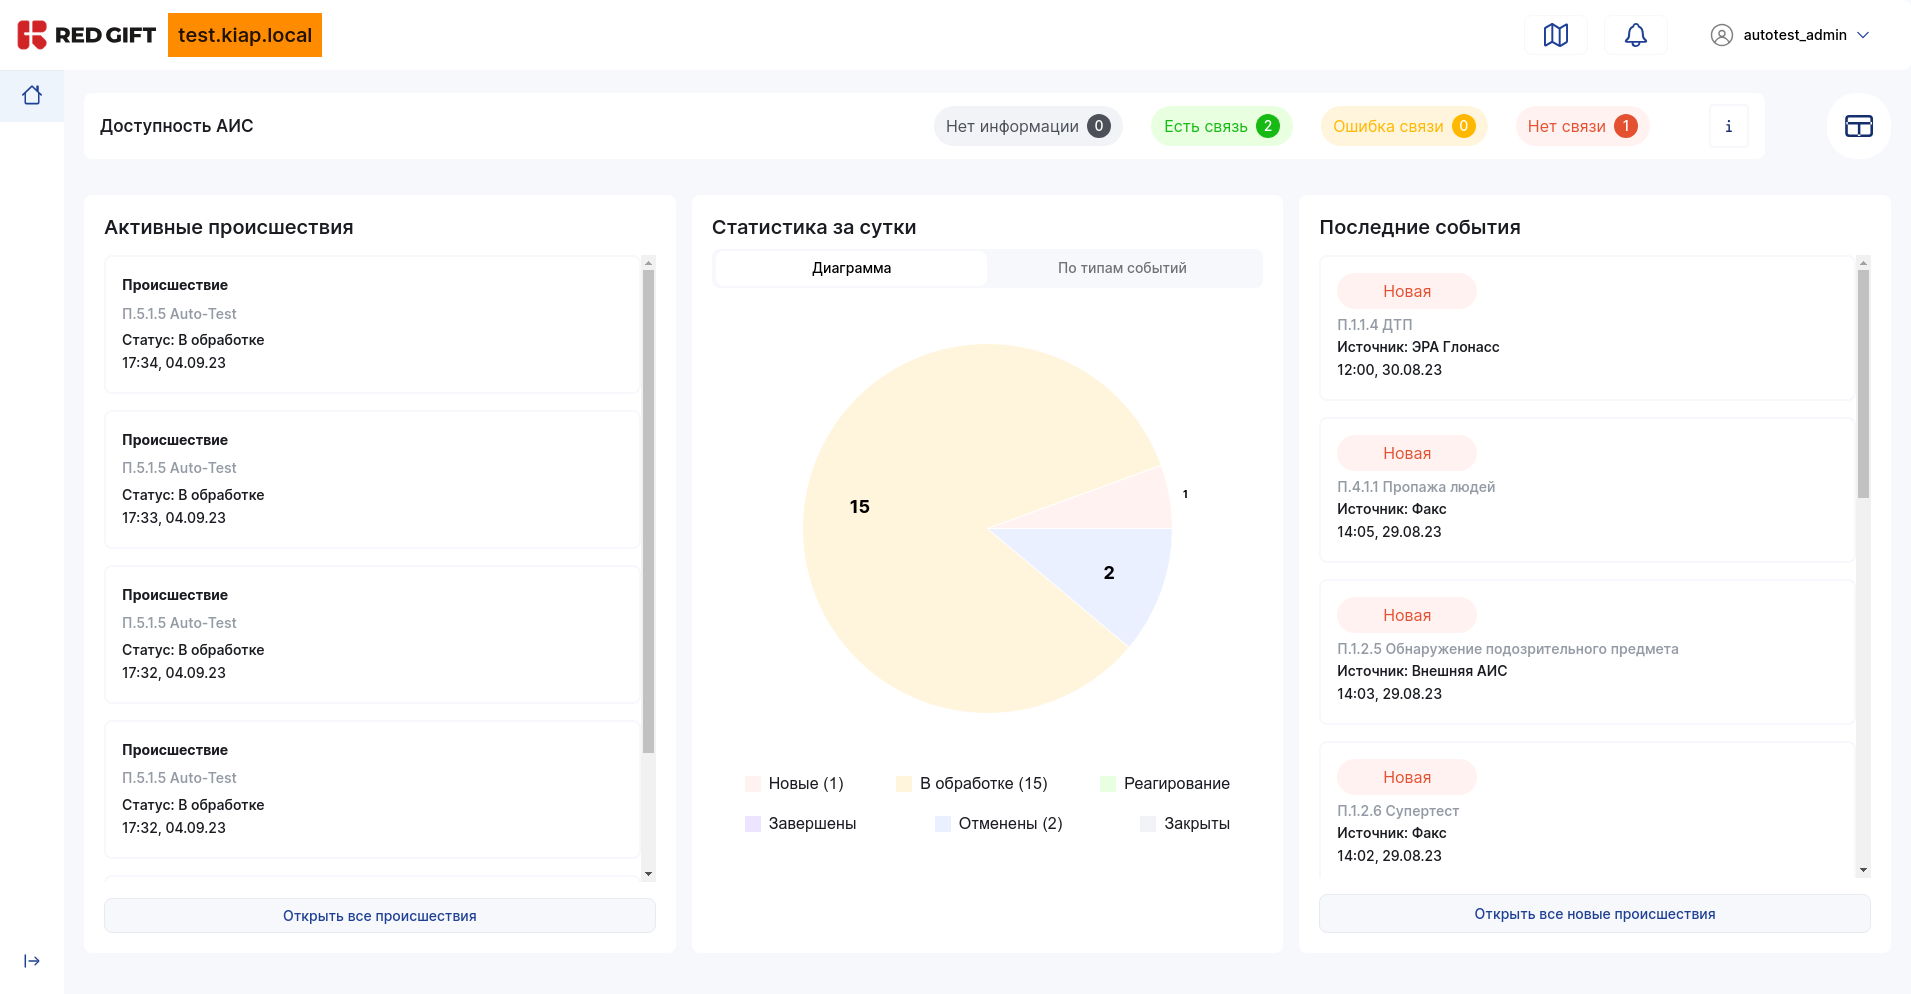 RED GIFT
test.kiap.local
autotest_admin
Доступность АИС
Нет информации 0
Есть связь 2
Ошибка связи 0
Нет связи 1
i
Активные происшествия
Происшествие
П.5.1.5 Auto-Test
Статус: В обработке
17:34, 04.09.23
Происшествие
П.5.1.5 Auto-Test
Статус: В обработке
17:33, 04.09.23
Происшествие
П.5.1.5 Auto-Test
Статус: В обработке
17:32, 04.09.23
Происшествие
П.5.1.5 Auto-Test
Статус: В обработке
17:32, 04.09.23
Открыть все происшествия
Статистика за сутки
Диаграмма
По типам событий
1
15
2
Новые (1)
В обработке (15)
Реагирование
Завершены
Отменены (2)
Закрыты
Последние события
Новая
П.1.1.4 ДТП
Источник: ЭРА Глонасс
12:00, 30.08.23
Новая
П.4.1.1 Пропажа людей
Источник: Факс
14:05, 29.08.23
Новая
П.1.2.5 Обнаружение подозрительного предмета
Источник: Внешняя АИС
14:03, 29.08.23
Новая
П.1.2.6 Супертест
Источник: Факс
14:02, 29.08.23
Открыть все новые происшествия